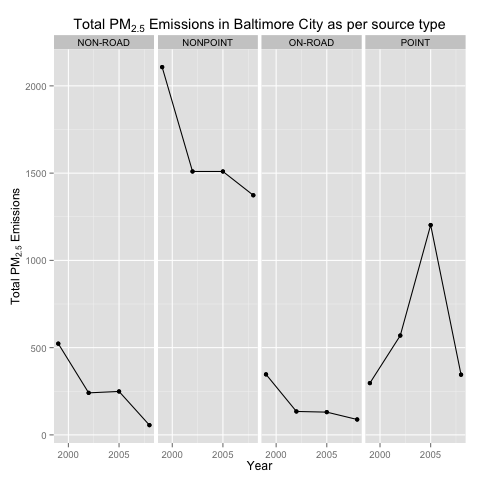 Total PM2.5 Emissions in Baltimore City as per source type
NON-ROAD NONPOINT ON-ROAD POINT
2000
1500
1000
500
0
Total PM2.5 Emissions
2000 2005 2000 2005 2000 2005 2000 2005
Year